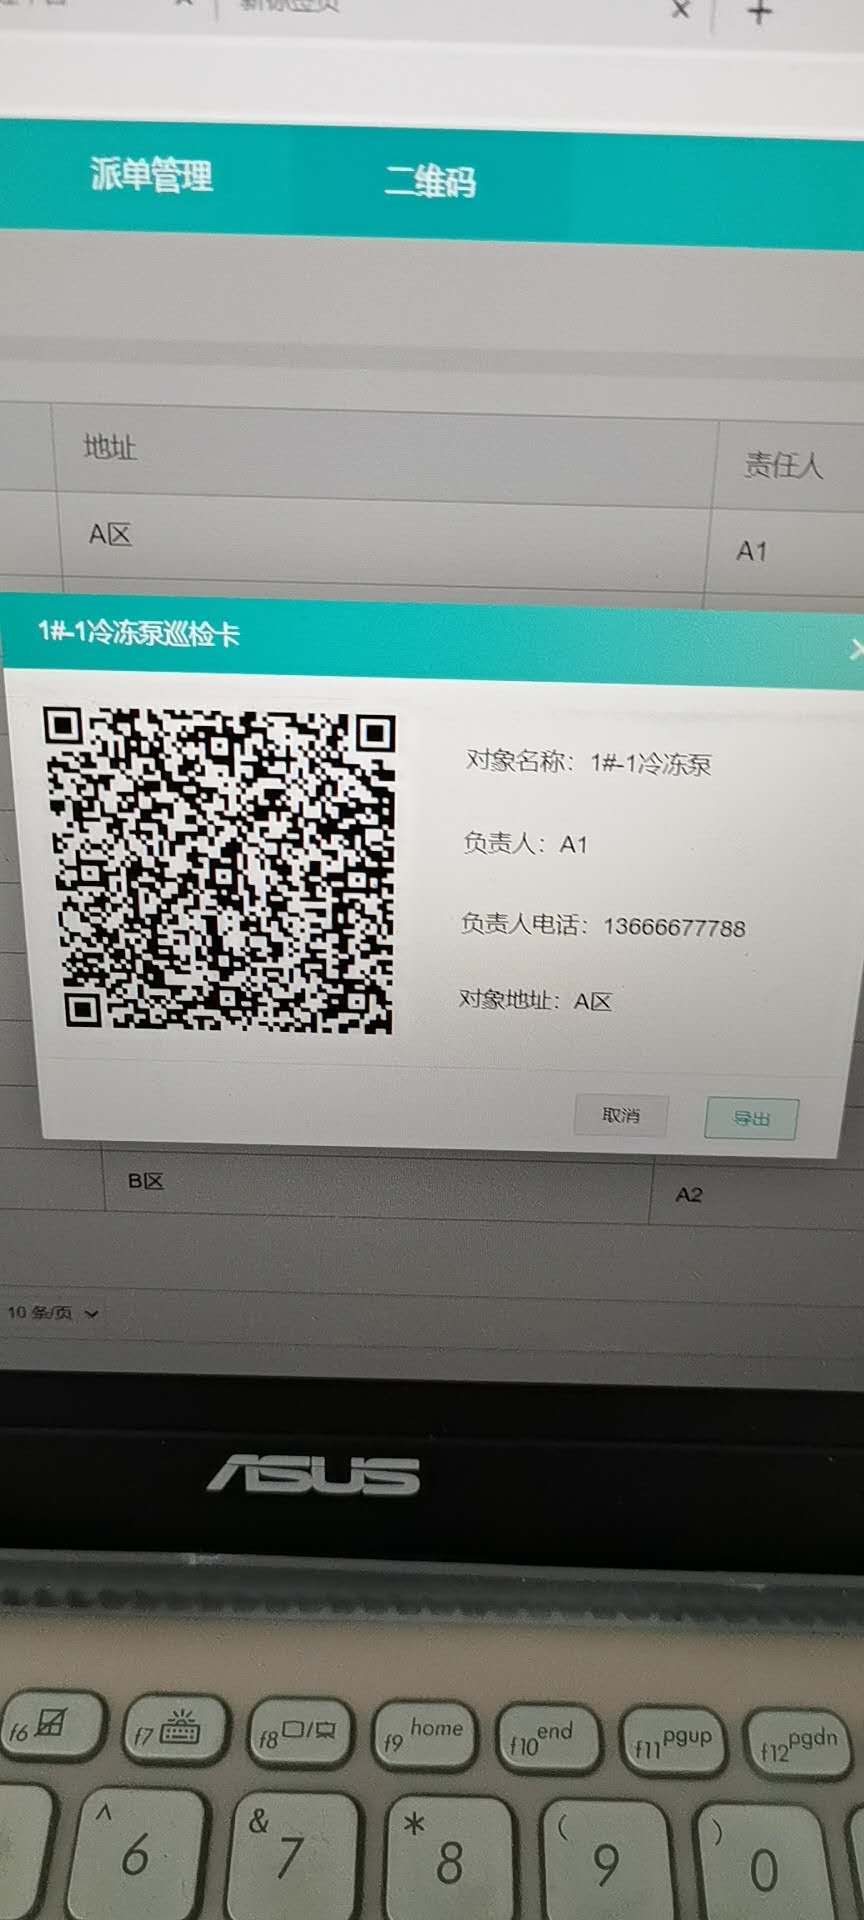 派单管理
二维码
地址
责任人
A区
A1
1#-1冷冻泵巡检卡
对象名称：1#-1冷冻泵
负责人：A1
负责人电话：13666677788
对象地址：A区
取消
导出
B区
A2
10 条/页
ASUS
f6
f7
f8
f9 home
f10 end
f11 pgup
f12 pgdn
^ 6
& 7
* 8
( 9
) 0